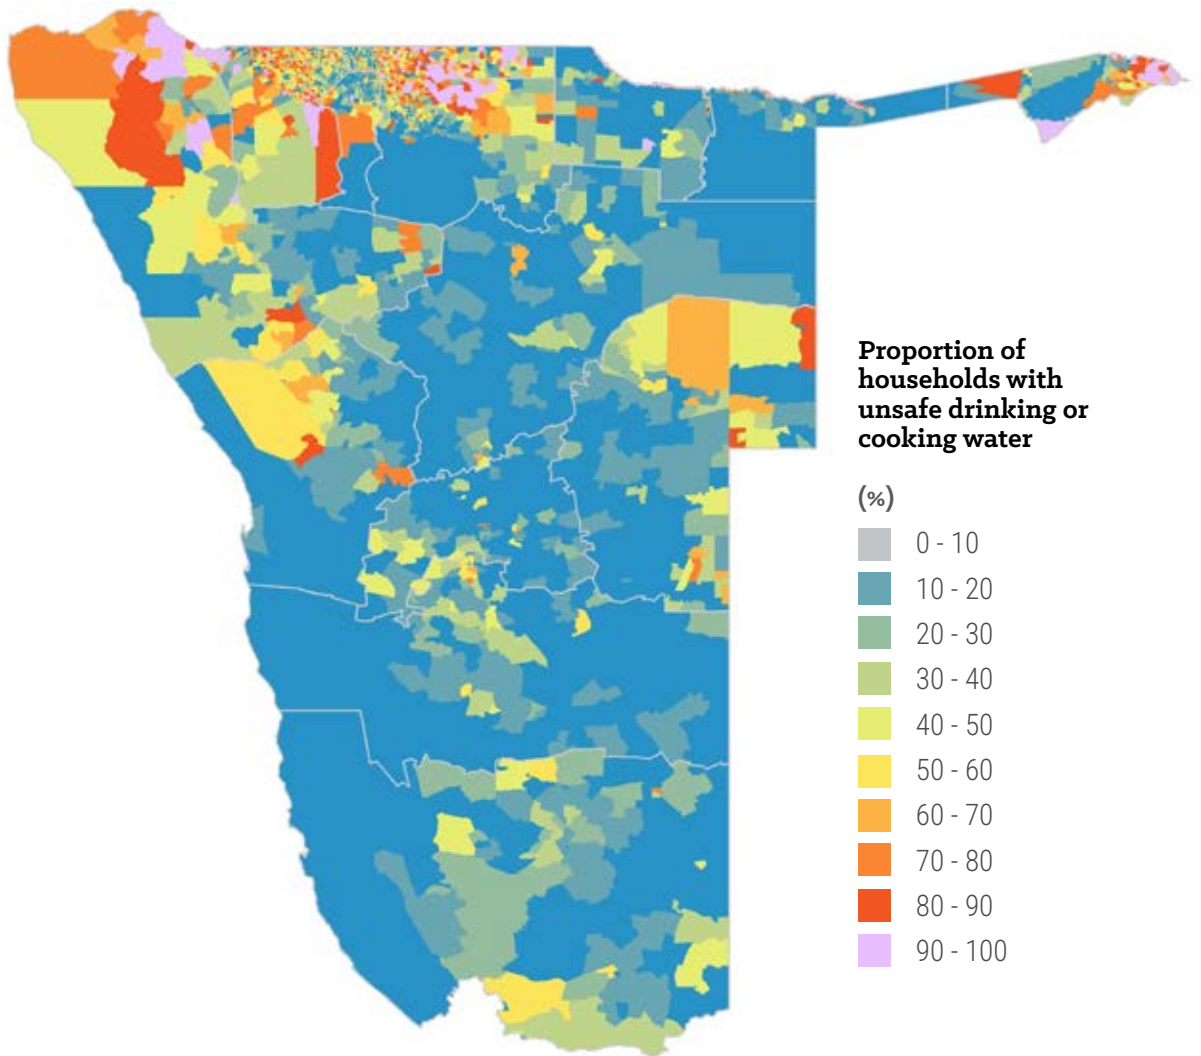 Proportion of
households with
unsafe drinking or
cooking water
(%)
0 - 10
10 - 20
20 - 30
30 - 40
40 - 50
50 - 60
60 - 70
70 - 80
80 - 90
90 - 100